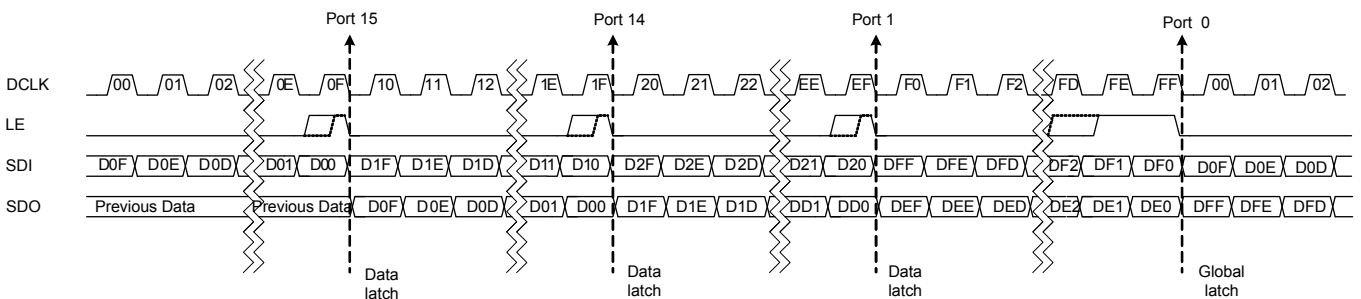 Port 15 Port 14 Port 1 Port 0
DCLK 00 01 02 0E 0F 10 11 12 1E 1F 20 21 22 EE EF F0 F1 F2 FD FE FF 00 01 02
LE
SDI D0F D0E D0D D01 D00 D1F D1E D1D D11 D10 D2F D2E D2D D21 D20 DFF DFE DFD DF2 DF1 DF0 D0F D0E D0D
SDO Previous Data Previous Data D0F D0E D0D D01 D00 D1F D1E D1D DD1 DD0 DEF DEE DED DE2 DE1 DE0 DFF DFE DFD
Data Data Data Global
latch latch latch latch